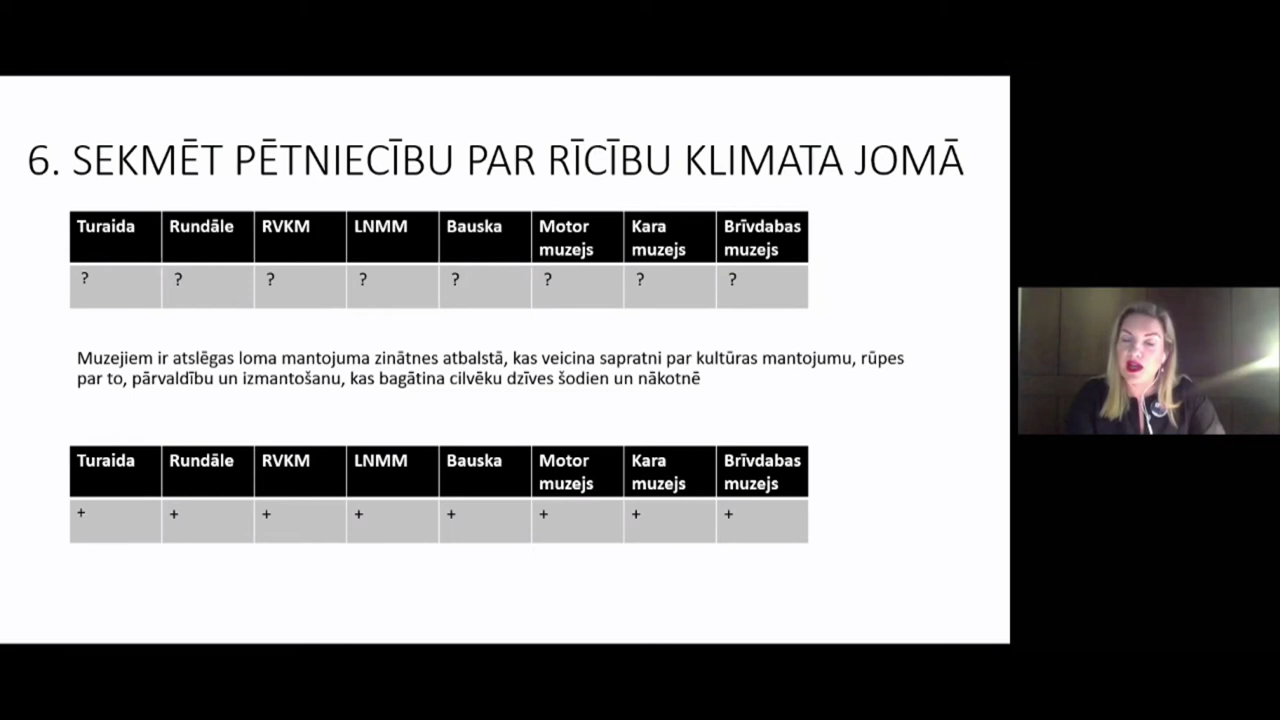 6. SEKMĒT PĒTNIECĪBU PAR RĪCĪBU KLIMATA JOMĀ
Turaida Rundāle RVKM LNMM Bauska Motor muzejs Kara muzejs Brīvdabas muzejs
? ? ? ? ? ? ? ?
Muzejiem ir atslēgas loma mantojuma zinātnes atbalstā, kas veicina sapratni par kultūras mantojumu, rūpes
par to, pārvaldību un izmantošanu, kas bagātina cilvēku dzīves šodien un nākotnē
Turaida Rundāle RVKM LNMM Bauska Motor muzejs Kara muzejs Brīvdabas muzejs
+ + + + + + + +